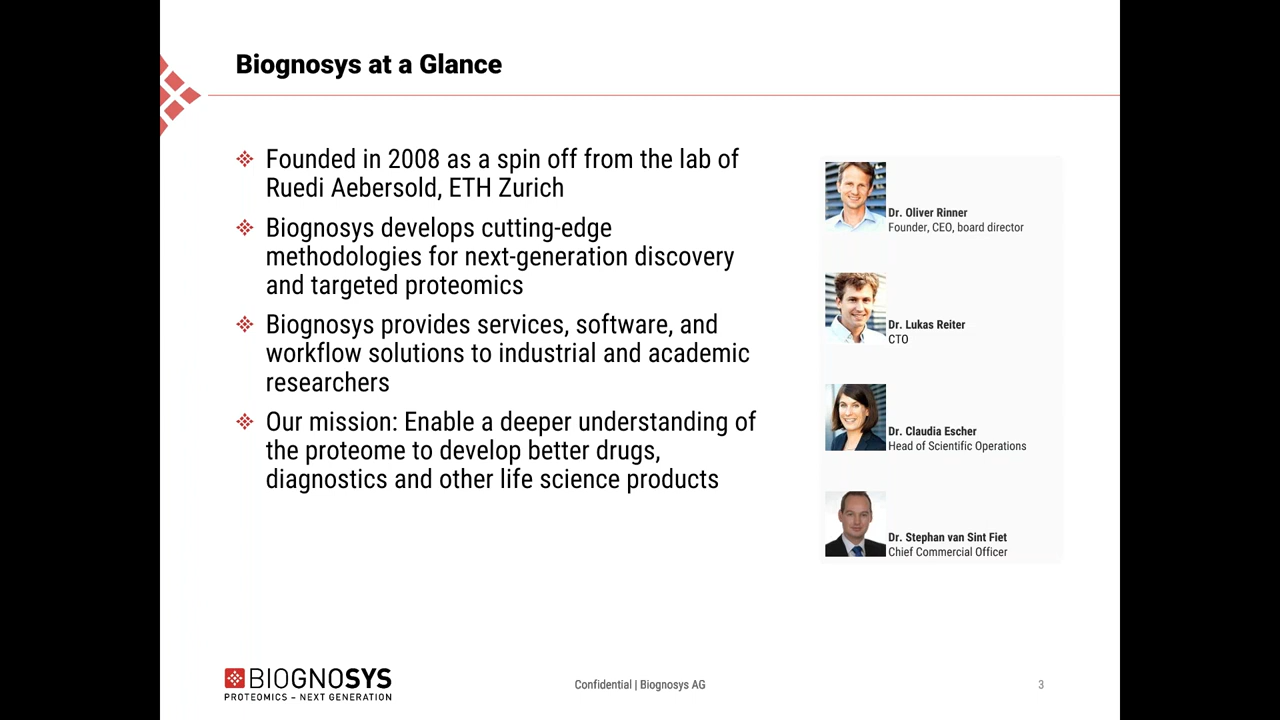 Biognosys at a Glance
Founded in 2008 as a spin off from the lab of
Ruedi Aebersold, ETH Zurich
Biognosys develops cutting-edge
methodologies for next-generation discovery
and targeted proteomics
Biognosys provides services, software, and
workflow solutions to industrial and academic
researchers
Our mission: Enable a deeper understanding of
the proteome to develop better drugs,
diagnostics and other life science products
Dr. Oliver Rinner
Founder, CEO, board director
Dr. Lukas Reiter
CTO
Dr. Claudia Escher
Head of Scientific Operations
Dr. Stephan van Sint Fiet
Chief Commercial Officer
BIOGNOSYS
PROTEOMICS – NEXT GENERATION
Confidential | Biognosys AG
3